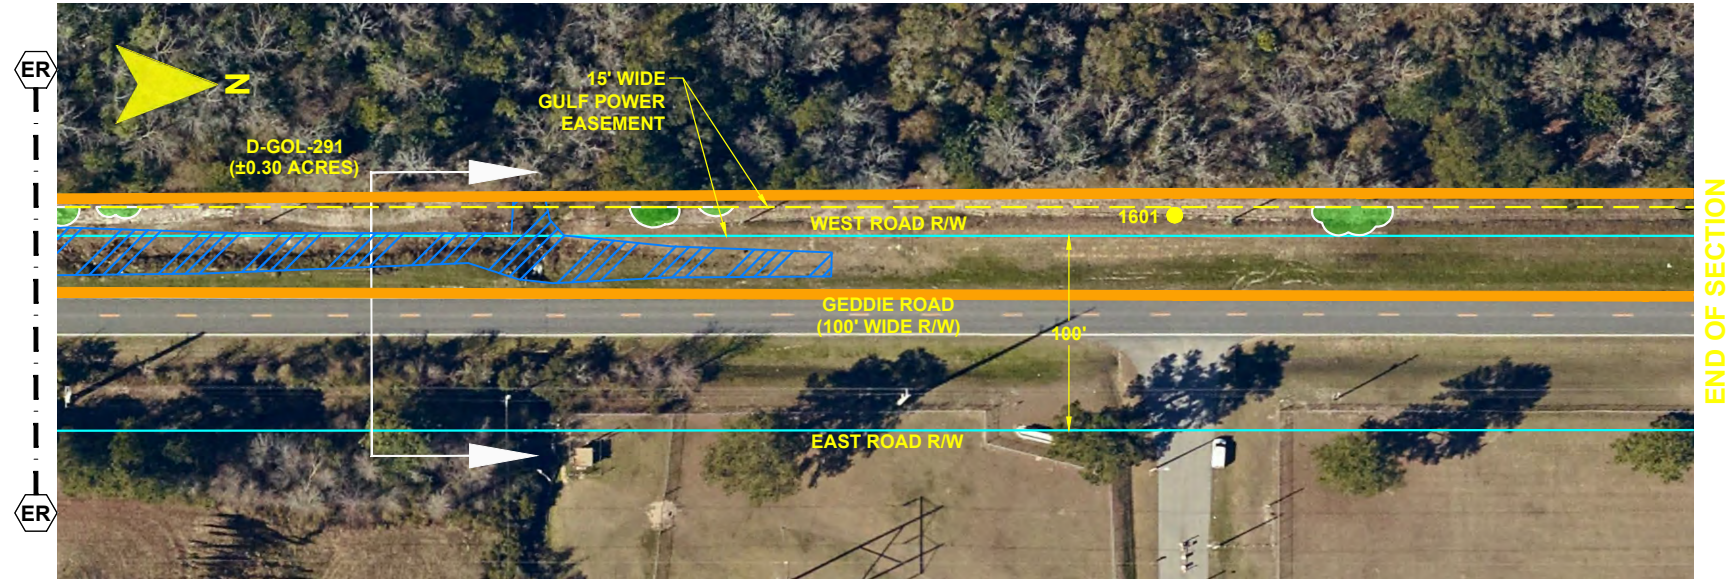 ER
N
15' WIDE
GULF POWER
EASEMENT
D-GOL-291
(±0.30 ACRES)
WEST ROAD R/W
1601
GEDDIE ROAD
(100' WIDE R/W)
100'
EAST ROAD R/W
ER
END OF SECTION